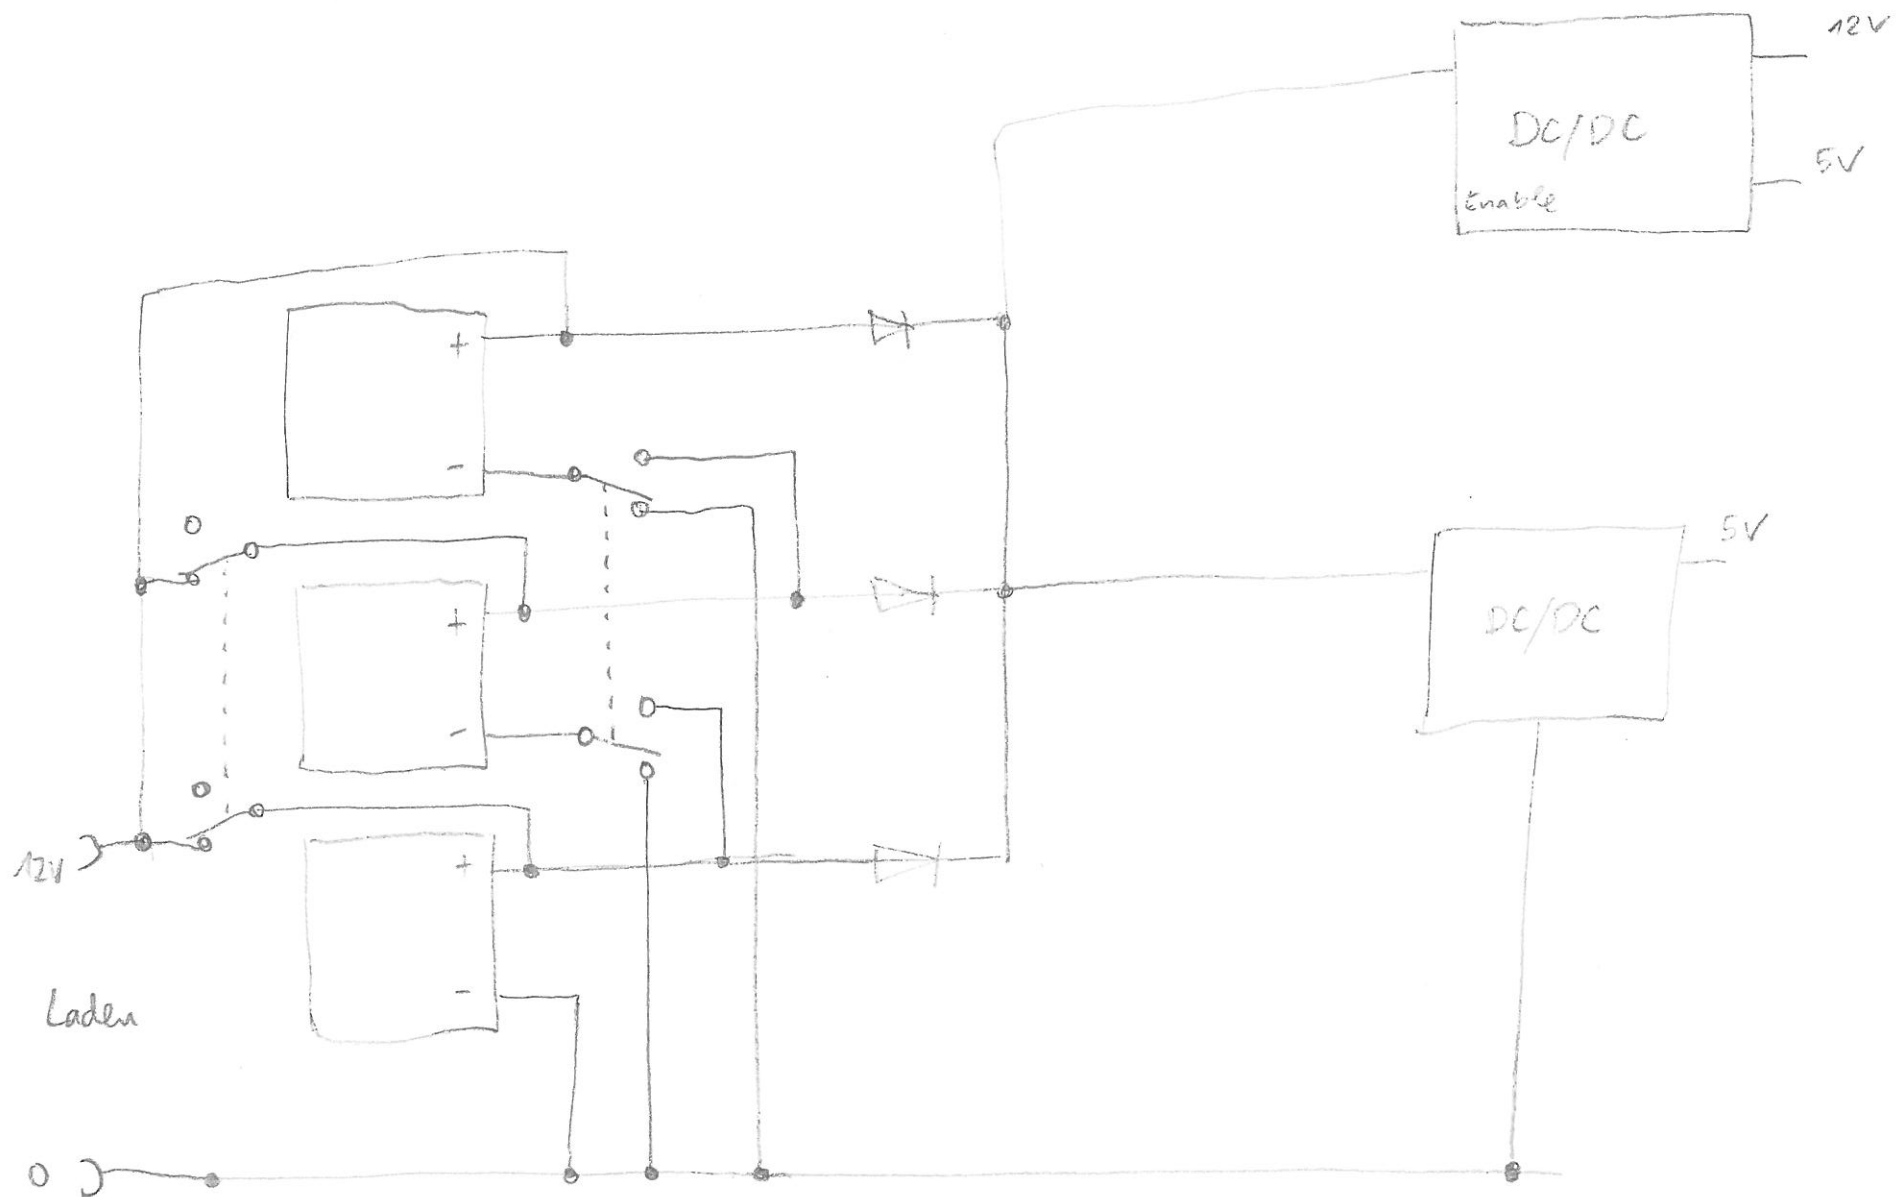 12V
DC/DC
5V
Enable
+
-
5V
DC/DC
+
-
12V
+
-
Laden
0